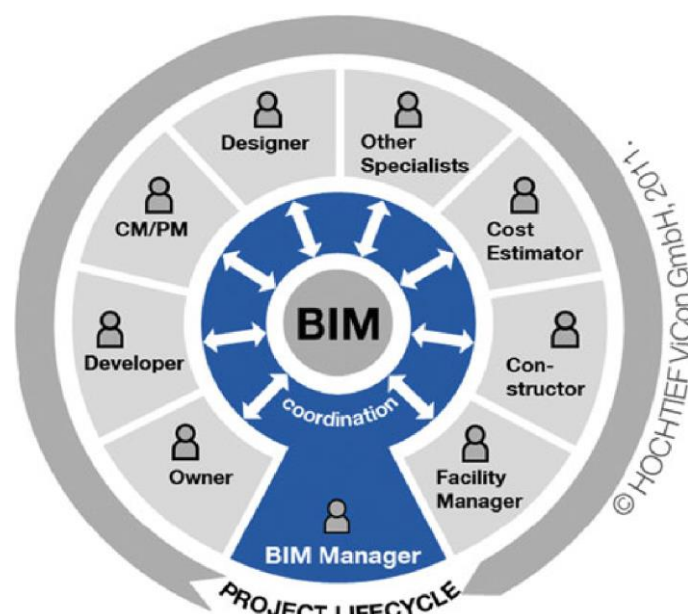 Designer
Other
Specialists
CM/PM
Cost
Estimator
Developer
Con-
structor
Owner
Facility
Manager
BIM
coordination
BIM Manager
PROJECT LIFECYCLE
© HOCHTIEF ViCon GmbH, 2011.